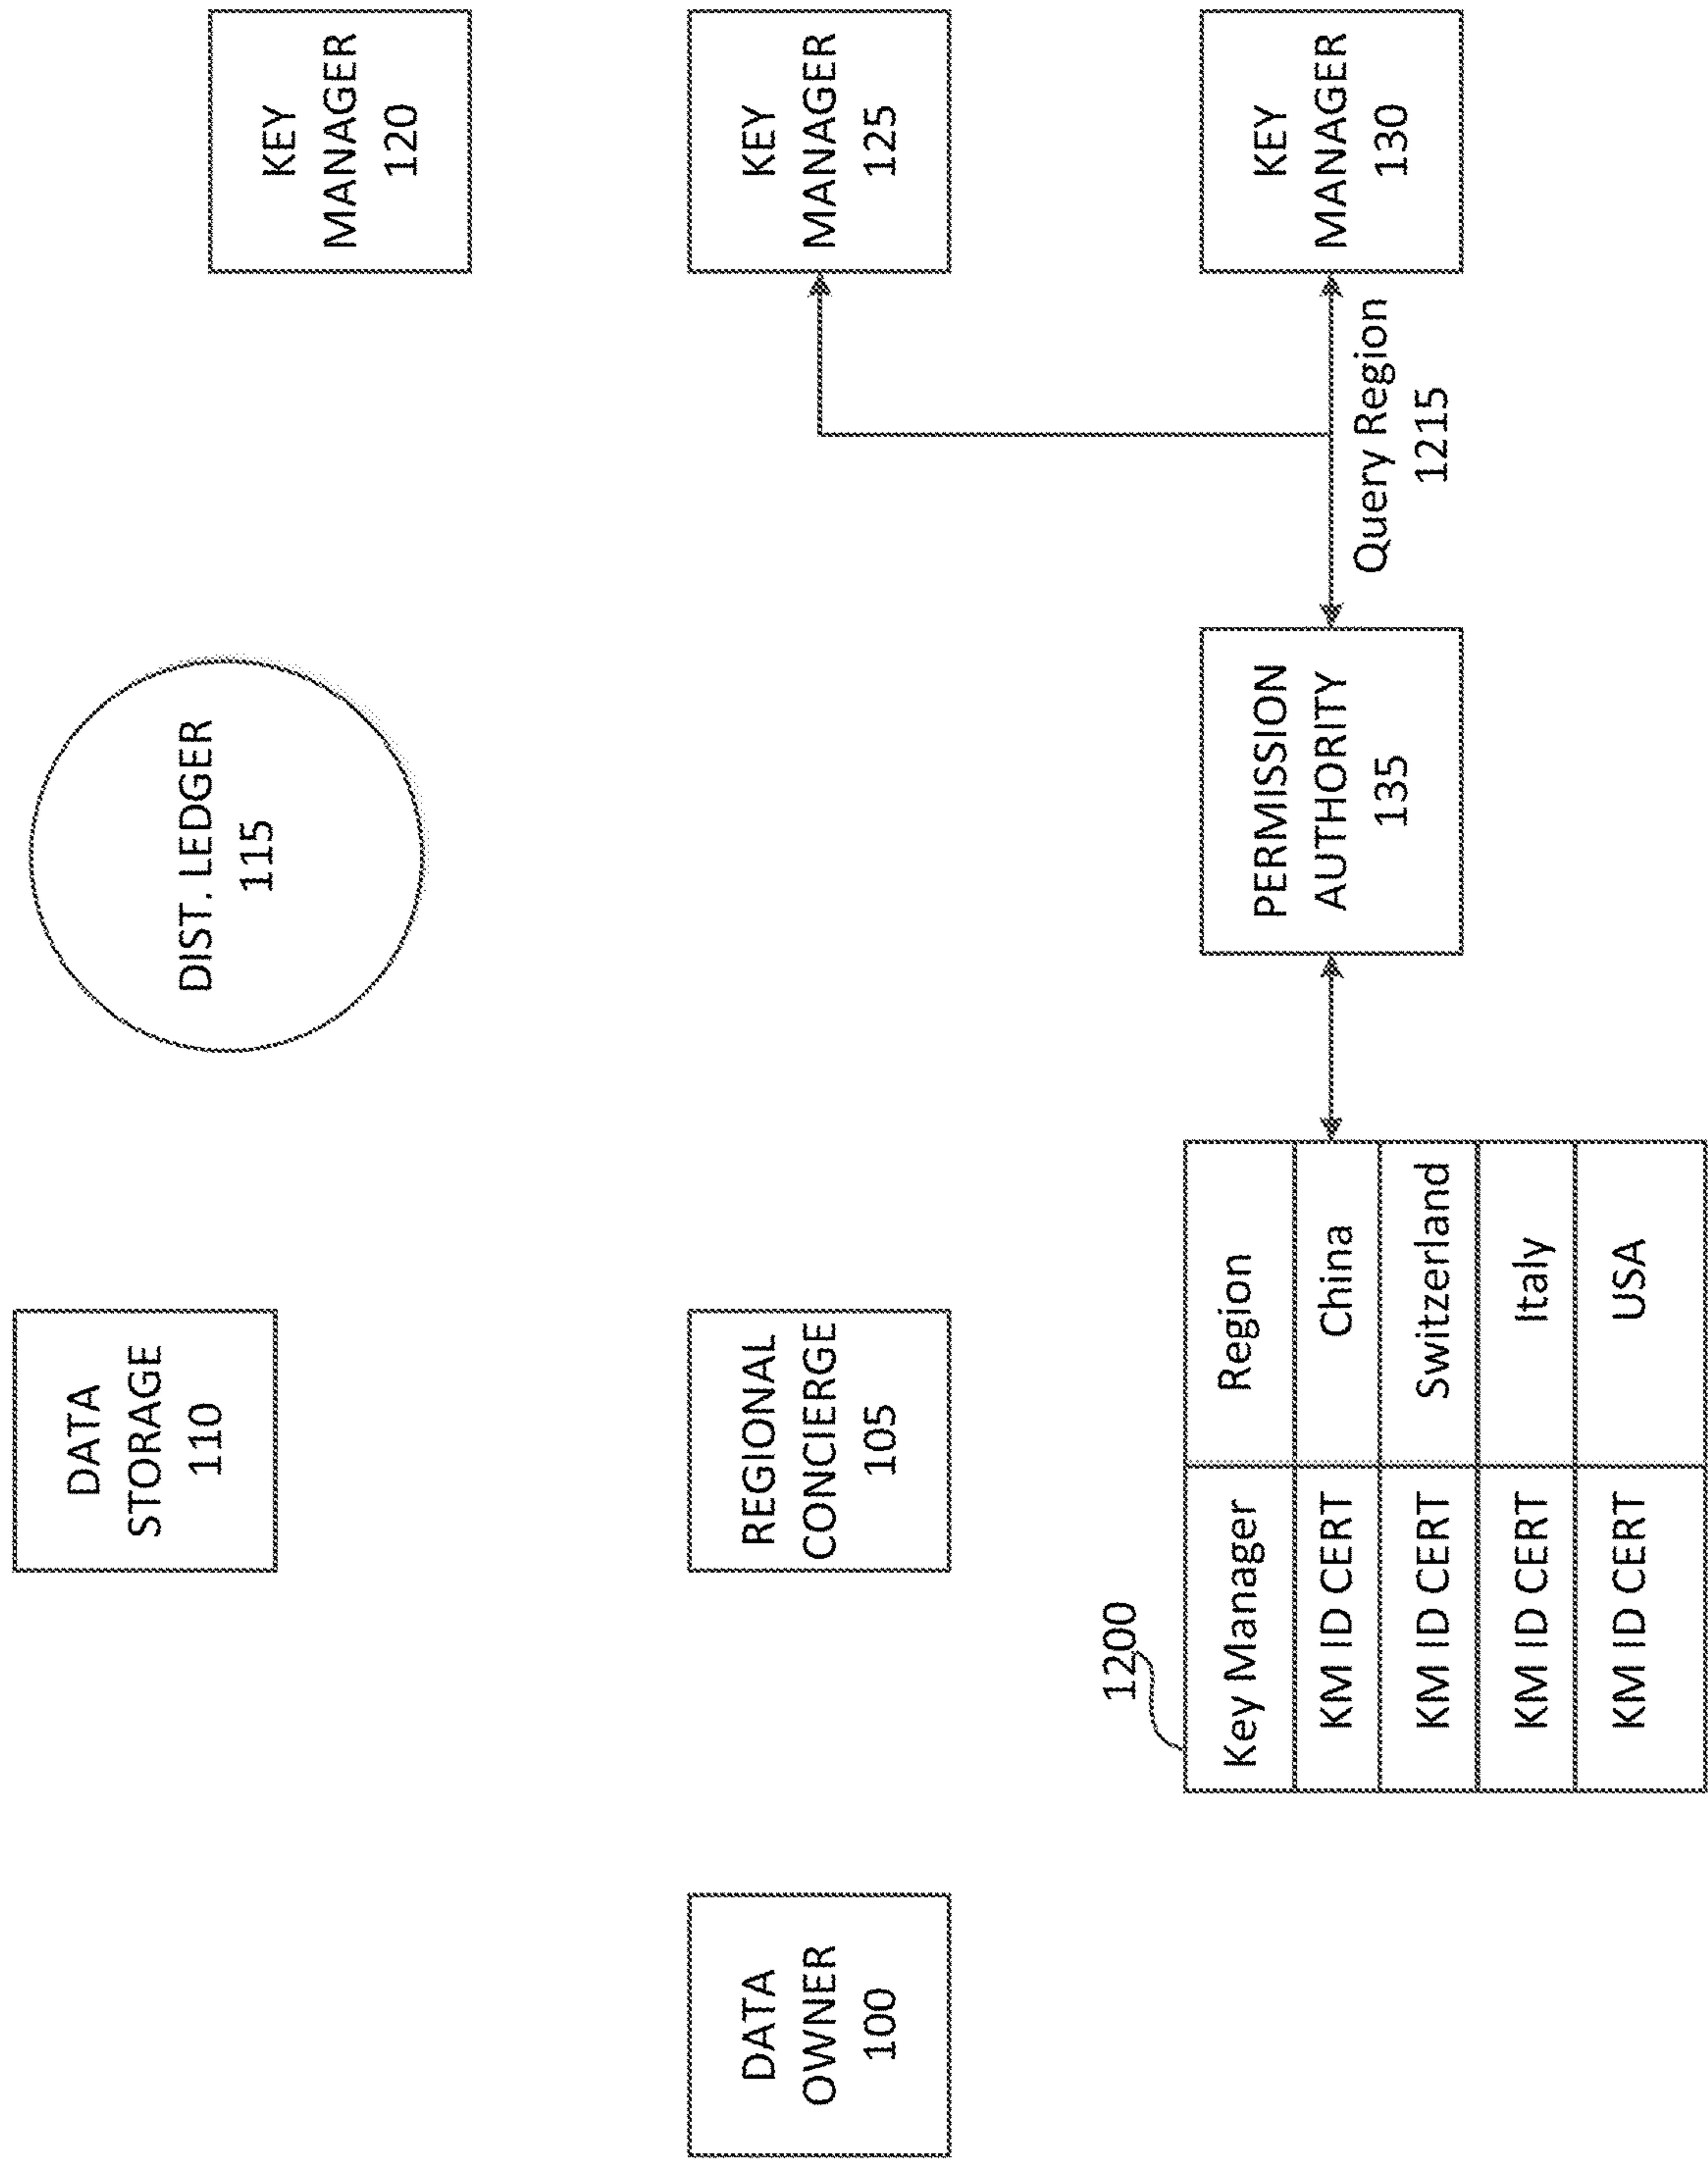 DATA
STORAGE
110
DIST. LEDGER
115
KEY
MANAGER
120
DATA
OWNER
100
REGIONAL
CONCIERGE
105
KEY
MANAGER
125
1200
Key Manager Region
KM ID CERT China
KM ID CERT Switzerland
KM ID CERT Italy
KM ID CERT USA
PERMISSION
AUTHORITY
135
Query Region
1215
KEY
MANAGER
130